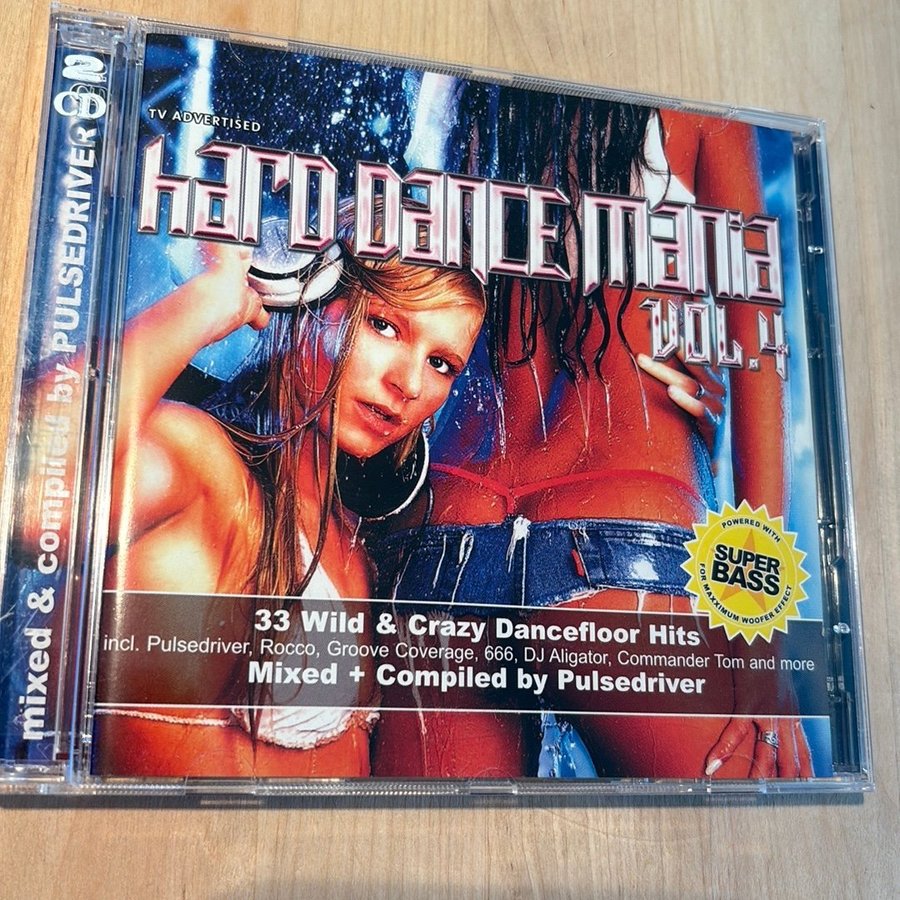 2
CD
mixed & compiled by PULSEDRIVER
TV ADVERTISED
HARD DANCE MANIA
VOL.4
POWERED WITH
SUPER
BASS
FOR MAXXIMUM WOOFER EFFECT
33 Wild & Crazy Dancefloor Hits
incl. Pulsedriver, Rocco, Groove Coverage, 666, DJ Aligator, Commander Tom and more
Mixed + Compiled by Pulsedriver